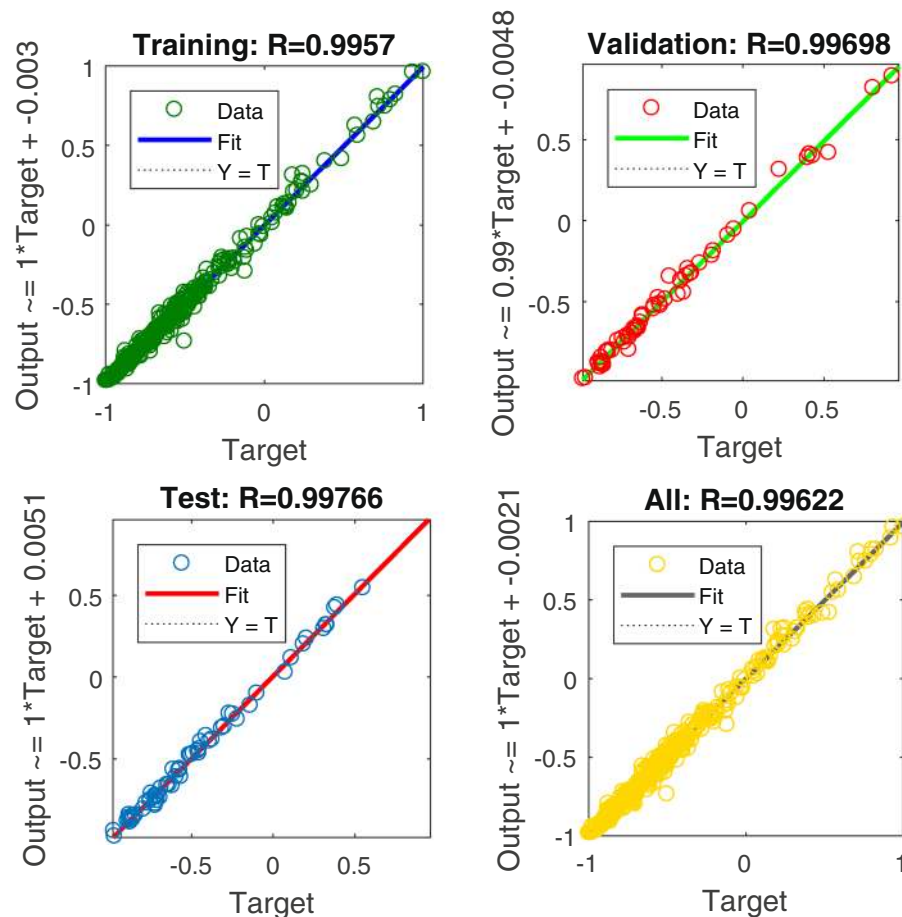 Training: R=0.9957
Output ~= 1*Target + -0.003
1
0.5
0
-0.5
-1
Data
Fit
Y = T
-1
0
1
Target
Validation: R=0.99698
Output ~= 0.99*Target + -0.0048
0.5
0
-0.5
Data
Fit
Y = T
-0.5
0
0.5
Target
Test: R=0.99766
Output ~= 1*Target + 0.0051
0.5
0
-0.5
Data
Fit
Y = T
-0.5
0
0.5
Target
All: R=0.99622
Output ~= 1*Target + -0.0021
1
0.5
0
-0.5
-1
Data
Fit
Y = T
-1
0
1
Target